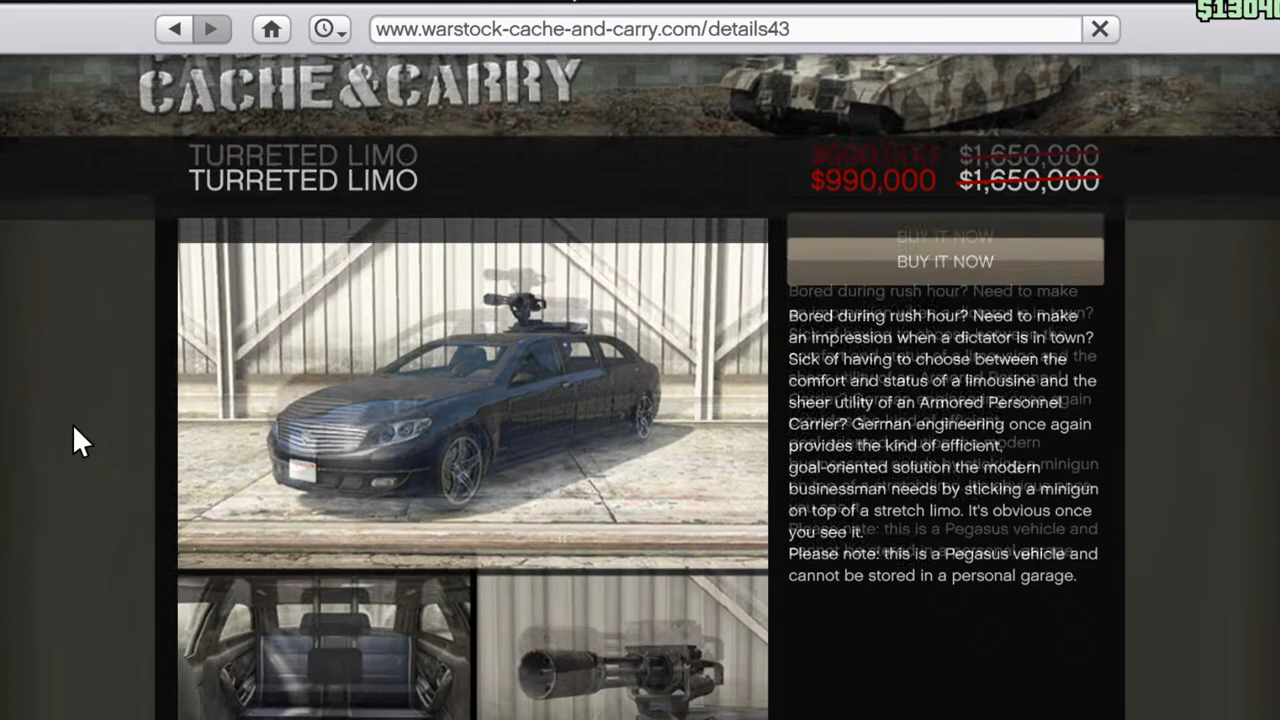 $1304
www.warstock-cache-and-carry.com/details43
CACHE&CARRY
TURRETED LIMO
$990,000 $1,650,000
BUY IT NOW
Bored during rush hour? Need to make
an impression when a dictator is in town?
Sick of having to choose between the
comfort and status of a limousine and the
sheer utility of an Armored Personnel
Carrier? German engineering once again
provides the kind of efficient,
goal-oriented solution the modern
businessman needs by sticking a minigun
on top of a stretch limo. It's obvious once
you see it.
Please note: this is a Pegasus vehicle and
cannot be stored in a personal garage.